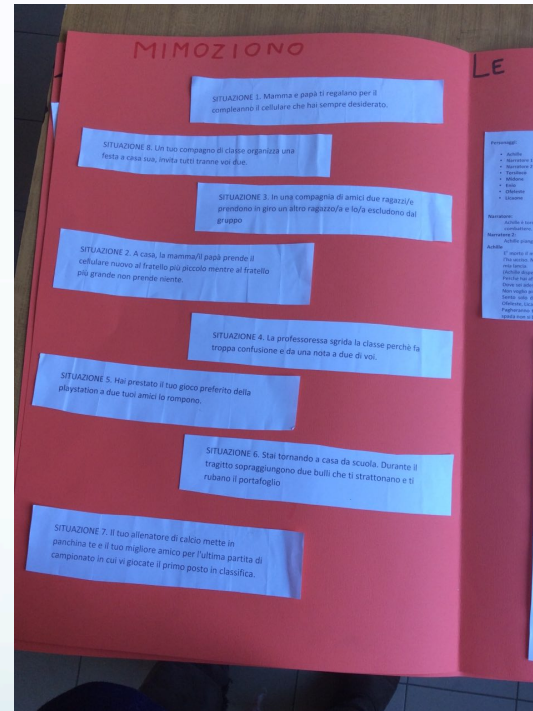 MIMOZIONO
SITUAZIONE 1. Mamma e papà ti regalano per il
compleanno il cellulare che hai sempre desiderato.
SITUAZIONE 8. Un tuo compagno di classe organizza una
festa a casa sua, invita tutti tranne voi due.
SITUAZIONE 3. In una compagnia di amici due ragazzi/e
prendono in giro un altro ragazzo/a e lo/a escludono dal
gruppo
SITUAZIONE 2. A casa, la mamma/il papà prende il
cellulare nuovo al fratello più piccolo mentre al fratello
più grande non prende niente.
SITUAZIONE 4. La professoressa sgrida la classe perchè fa
troppa confusione e da una nota a due di voi.
SITUAZIONE 5. Hai prestato il tuo gioco preferito della
playstation a due tuoi amici lo rompono.
SITUAZIONE 6. Stai tornando a casa da scuola. Durante il
tragitto sopraggiungono due bulli che ti strattonano e ti
rubano il portafoglio
SITUAZIONE 7. Il tuo allenatore di calcio mette in
panchina te e il tuo migliore amico per l'ultima partita di
campionato in cui vi giocate il primo posto in classifica.
LE
Personaggi:
Achille
Narratore
Narratore
Enio
Ofeleste
Narratore:
Narratore 2:
Achille